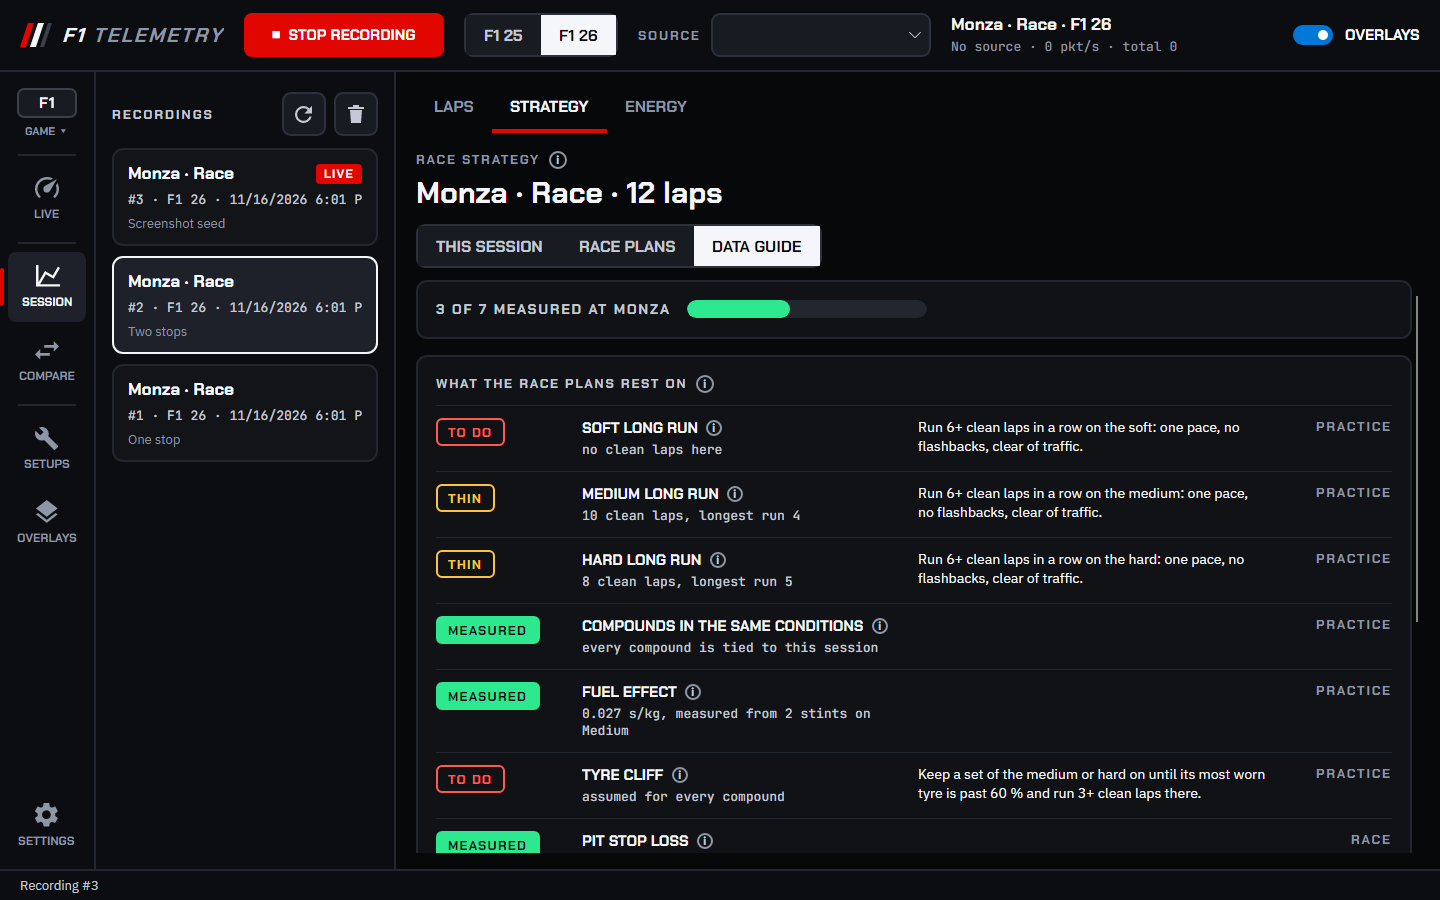 F1 TELEMETRY
STOP RECORDING
F1 25
F1 26
SOURCE
Monza · Race · F1 26
No source · 0 pkt/s · total 0
OVERLAYS
F1
GAME
LIVE
SESSION
COMPARE
SETUPS
OVERLAYS
SETTINGS
RECORDINGS
Monza · Race
LIVE
#3 · F1 26 · 11/16/2026 6:01 P
Screenshot seed
Monza · Race
#2 · F1 26 · 11/16/2026 6:01 P
Two stops
Monza · Race
#1 · F1 26 · 11/16/2026 6:01 P
One stop
LAPS
STRATEGY
ENERGY
RACE STRATEGY
Monza · Race · 12 laps
THIS SESSION
RACE PLANS
DATA GUIDE
3 OF 7 MEASURED AT MONZA
WHAT THE RACE PLANS REST ON
TO DO
SOFT LONG RUN
no clean laps here
Run 6+ clean laps in a row on the soft: one pace, no
flashbacks, clear of traffic.
PRACTICE
THIN
MEDIUM LONG RUN
10 clean laps, longest run 4
Run 6+ clean laps in a row on the medium: one pace,
no flashbacks, clear of traffic.
PRACTICE
THIN
HARD LONG RUN
8 clean laps, longest run 5
Run 6+ clean laps in a row on the hard: one pace, no
flashbacks, clear of traffic.
PRACTICE
MEASURED
COMPOUNDS IN THE SAME CONDITIONS
every compound is tied to this session
PRACTICE
MEASURED
FUEL EFFECT
0.027 s/kg, measured from 2 stints on
Medium
PRACTICE
TO DO
TYRE CLIFF
assumed for every compound
Keep a set of the medium or hard on until its most worn
tyre is past 60 % and run 3+ clean laps there.
PRACTICE
MEASURED
PIT STOP LOSS
RACE
Recording #3